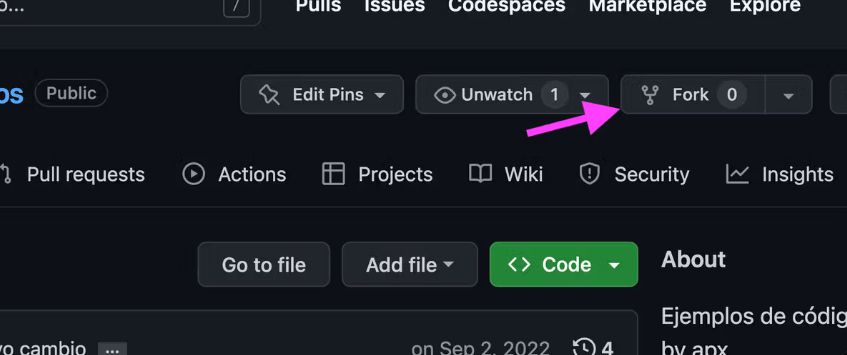 / Pulls Issues Codespaces Marketplace Explore
os Public Edit Pins Unwatch 1 Fork 0
Pull requests Actions Projects Wiki Security Insights
Go to file Add file <> Code About
Ejemplos de códig
vo cambio ... on Sep 2, 2022 4 by apx